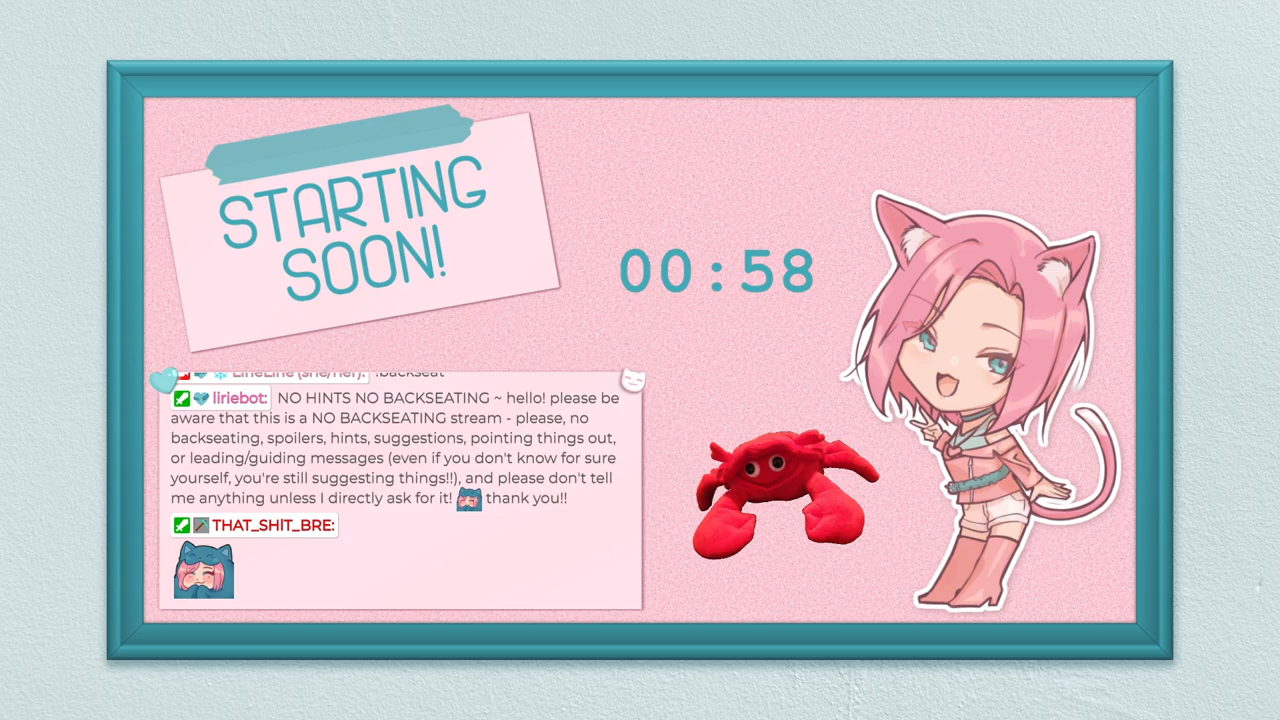 STARTING
SOON!
00:58
LirieLirie (she/her): !backseat
liriebot: NO HINTS NO BACKSEATING ~ hello! please be
aware that this is a NO BACKSEATING stream - please, no
backseating, spoilers, hints, suggestions, pointing things out,
or leading/guiding messages (even if you don't know for sure
yourself, you're still suggesting things!!), and please don't tell
me anything unless I directly ask for it! thank you!!
THAT_SHIT_BRE: